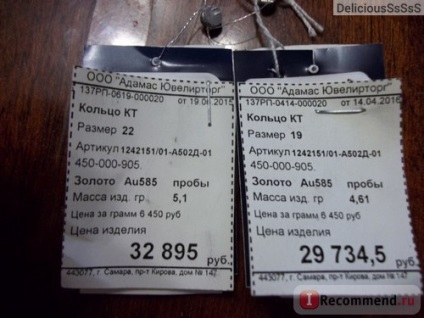 DeliciousSsSsS
ООО "Адамас Ювелирторг"
137РП-0619-000020 от 19.06.2015
Кольцо КТ
Размер 22
Артикул 1242151/01-А502Д-01
450-000-905.
Золото Au585 пробы
Масса изд. гр 5,1
Цена за грамм 6 450 руб
Цена изделия
32 895 руб.
443077, г. Самара, пр-т Кирова, дом № 147
ООО "Адамас Ювелирторг"
137РП-0414-000020 от 14.04.
Кольцо КТ
Размер 19
Артикул 1242151/01-А502Д-01
450-000-905.
Золото Au585 пробы
Масса изд. гр 4,61
Цена за грамм 6 450 руб
Цена изделия
29 734,5 руб.
443077, г. Самара, пр-т Кирова, дом № 147
IRecommend.ru